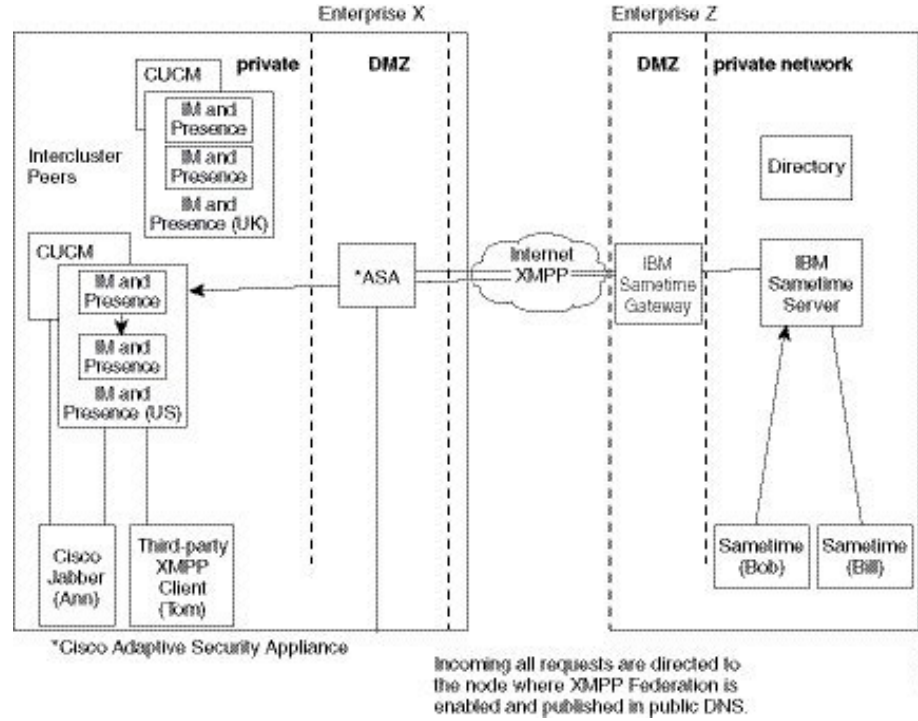 Enterprise X
Enterprise Z
private
DMZ
DMZ
private network
CUCM
IM and
Presence
IM and
Presence
IM and
Presence (UK)
Intercluster
Peers
Directory
CUCM
IM and
Presence
IM and
Presence
IM and
Presence (US)
*ASA
Internet
XMPP
IBM
Sametime
Gateway
IBM
Sametime
Server
Cisco
Jabber
(Ann)
Third-party
XMPP
Client
(Tom)
Sametime
(Bob)
Sametime
(Bill)
*Cisco Adaptive Security Appliance
Incoming all requests are directed to
the node where XMPP Federation is
enabled and published in public DNS.